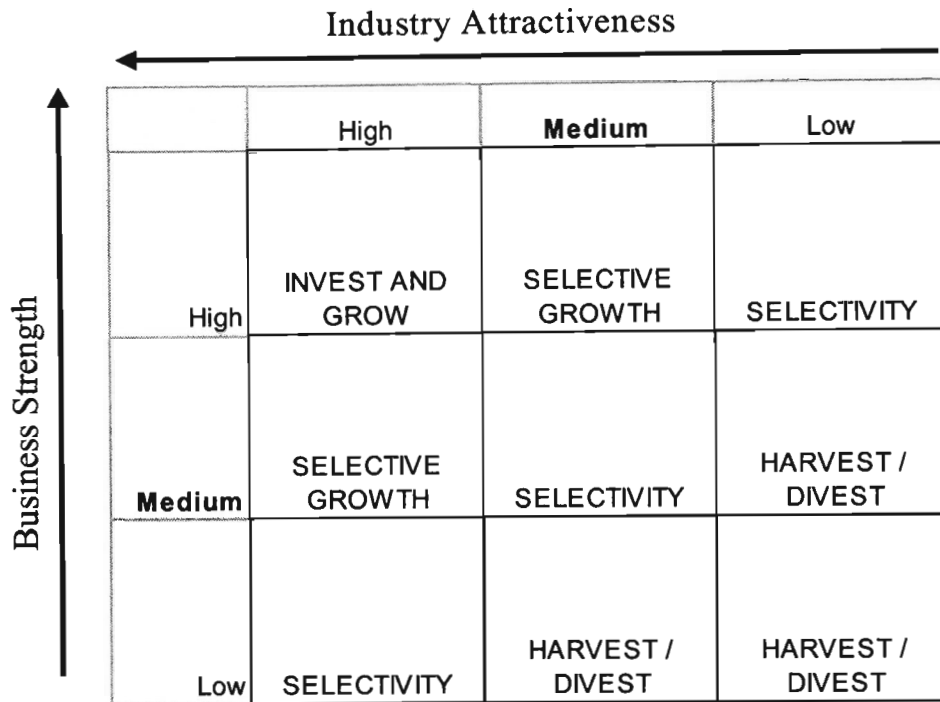 Industry Attractiveness
High Medium Low
Business Strength
High
INVEST AND
GROW
SELECTIVE
GROWTH
SELECTIVITY
Medium
SELECTIVE
GROWTH
SELECTIVITY
HARVEST /
DIVEST
Low
SELECTIVITY
HARVEST /
DIVEST
HARVEST /
DIVEST